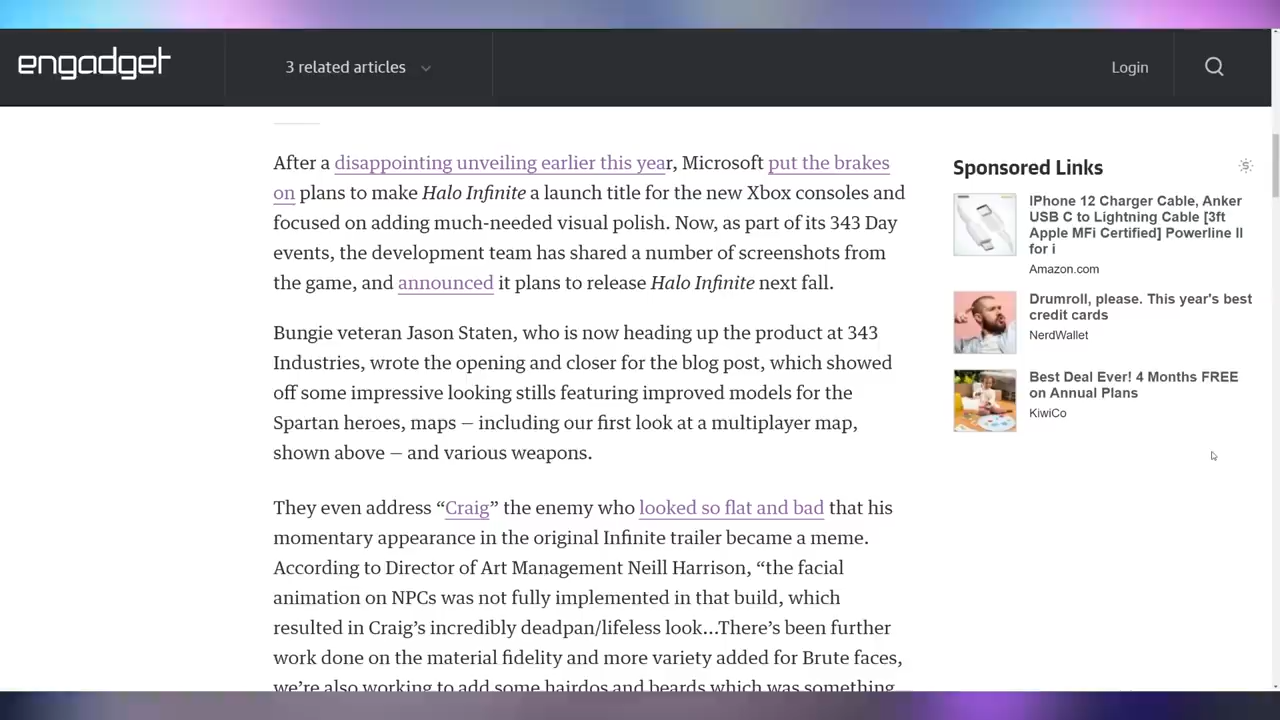 engadget
3 related articles
Login
After a disappointing unveiling earlier this year, Microsoft put the brakes
on plans to make Halo Infinite a launch title for the new Xbox consoles and
focused on adding much-needed visual polish. Now, as part of its 343 Day
events, the development team has shared a number of screenshots from
the game, and announced it plans to release Halo Infinite next fall.
Bungie veteran Jason Staten, who is now heading up the product at 343
Industries, wrote the opening and closer for the blog post, which showed
off some impressive looking stills featuring improved models for the
Spartan heroes, maps — including our first look at a multiplayer map,
shown above — and various weapons.
They even address “Craig” the enemy who looked so flat and bad that his
momentary appearance in the original Infinite trailer became a meme.
According to Director of Art Management Neill Harrison, “the facial
animation on NPCs was not fully implemented in that build, which
resulted in Craig’s incredibly deadpan/lifeless look...There’s been further
work done on the material fidelity and more variety added for Brute faces,
we’re also working to add some hairdos and beards which was something
Sponsored Links
IPhone 12 Charger Cable, Anker
USB C to Lightning Cable [3ft
Apple MFi Certified] Powerline II
for i
Amazon.com
Drumroll, please. This year's best
credit cards
NerdWallet
Best Deal Ever! 4 Months FREE
on Annual Plans
KiwiCo